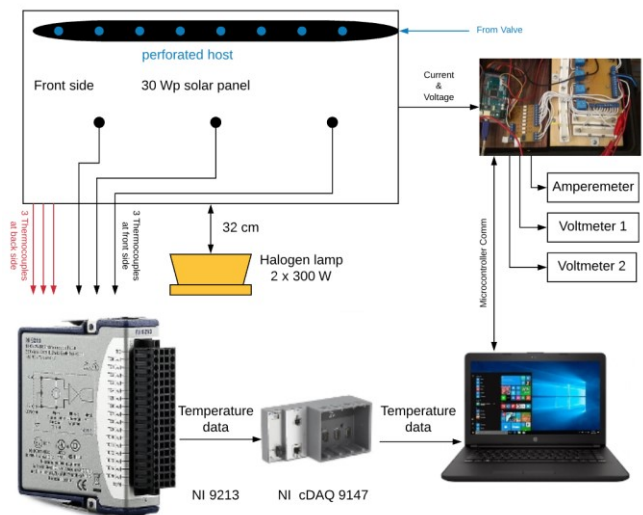 From Valve
perforated host
Front side
30 Wp solar panel
Current
&
Voltage
Amperemeter
Voltmeter 1
Voltmeter 2
3 Thermocouples
at back side
3 Thermocouples
at front side
32 cm
Halogen lamp
2 x 300 W
Microcontroller Comm
NI 9213
Temperature
data
Temperature
data
NI 9213
NI cDAQ 9147